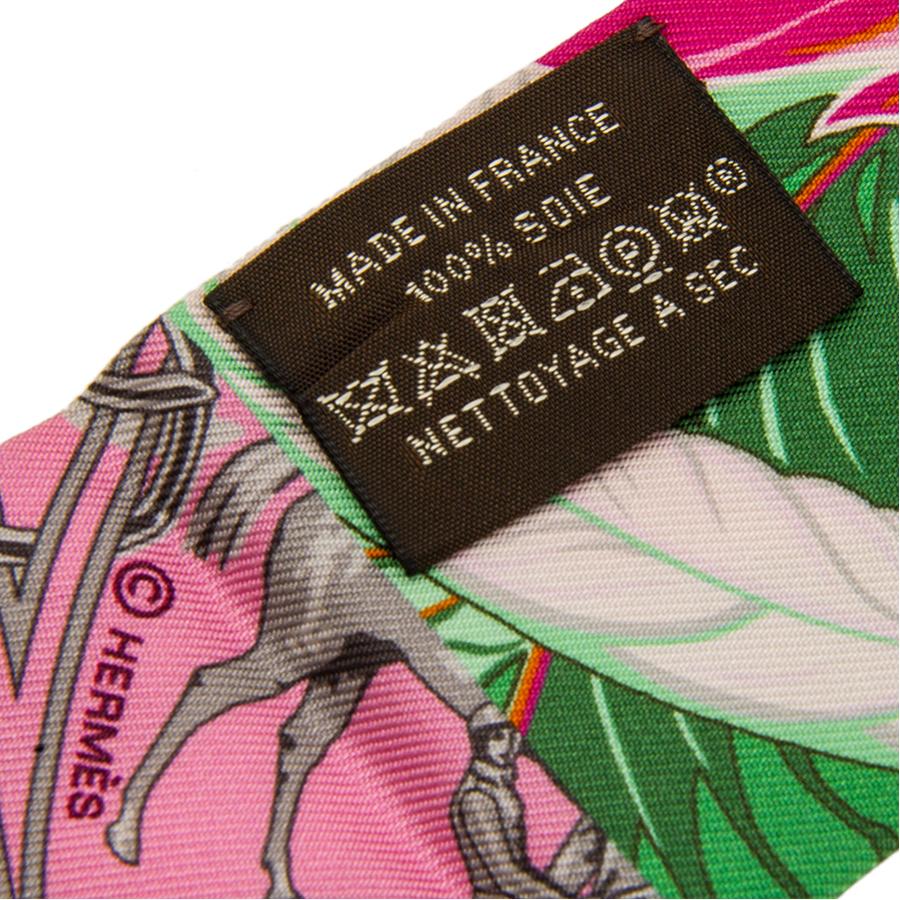 MADE IN FRANCE
100% SOIE
Ⓟ ®
NETTOYAGE A SEC
© HERMÈS